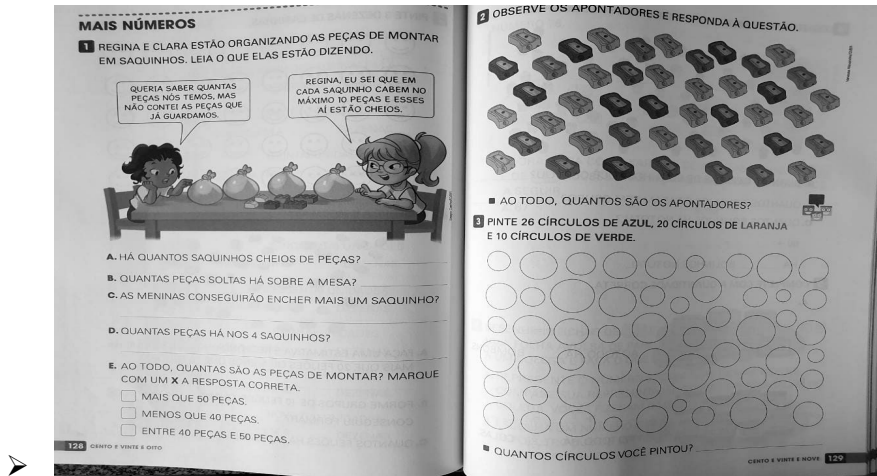 MAIS NÚMEROS
1 REGINA E CLARA ESTÃO ORGANIZANDO AS PEÇAS DE MONTAR
EM SAQUINHOS. LEIA O QUE ELAS ESTÃO DIZENDO.
QUERIA SABER QUANTAS
PEÇAS NÓS TEMOS, MAS
NÃO CONTEI AS PEÇAS QUE
JÁ GUARDAMOS.
REGINA, EU SEI QUE EM
CADA SAQUINHO CABEM NO
MÁXIMO 10 PEÇAS E ESSES
AÍ ESTÃO CHEIOS.
A. HÁ QUANTOS SAQUINHOS CHEIOS DE PEÇAS?
B. QUANTAS PEÇAS SOLTAS HÁ SOBRE A MESA?
C. AS MENINAS CONSEGUIRÃO ENCHER MAIS UM SAQUINHO?
D. QUANTAS PEÇAS HÁ NOS 4 SAQUINHOS?
E. AO TODO, QUANTAS SÃO AS PEÇAS DE MONTAR? MARQUE
COM UM X A RESPOSTA CORRETA.
MAIS QUE 50 PEÇAS.
MENOS QUE 40 PEÇAS.
ENTRE 40 PEÇAS E 50 PEÇAS.
128 CENTO E VINTE E OITO
2 OBSERVE OS APONTADORES E RESPONDA À QUESTÃO.
AO TODO, QUANTOS SÃO OS APONTADORES?
3 PINTE 26 CÍRCULOS DE AZUL, 20 CÍRCULOS DE LARANJA
E 10 CÍRCULOS DE VERDE.
QUANTOS CÍRCULOS VOCÊ PINTOU?
CENTO E VINTE E NOVE 129